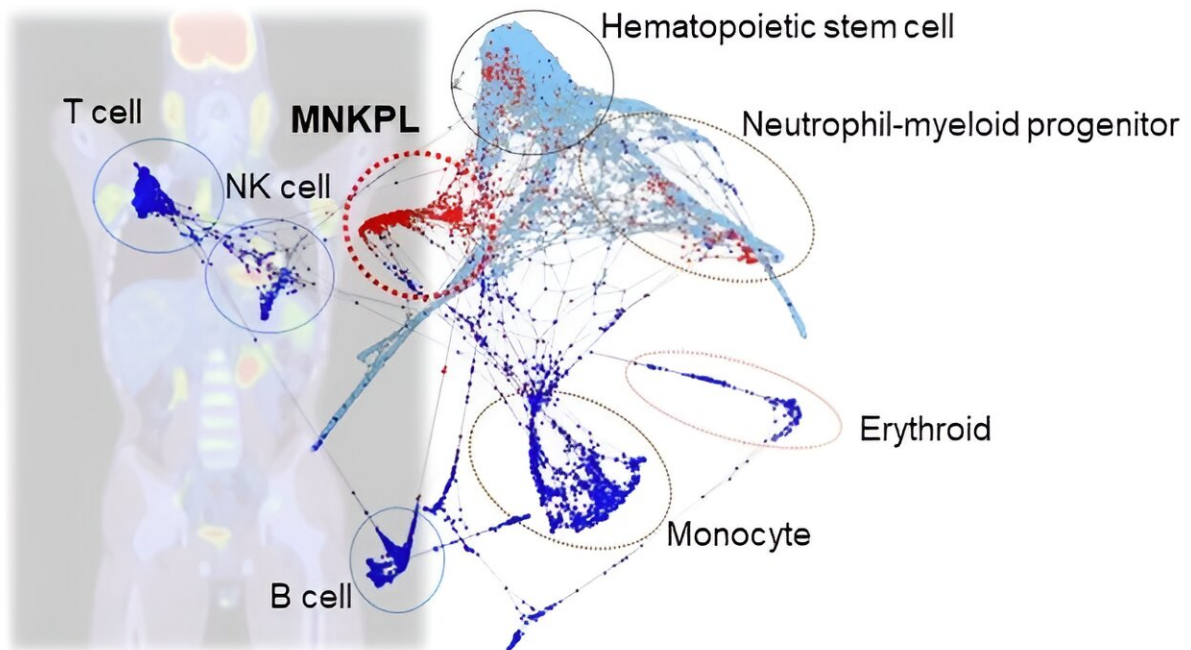 Hematopoietic stem cell
T cell
MNKPL
Neutrophil-myeloid progenitor
NK cell
Erythroid
Monocyte
B cell